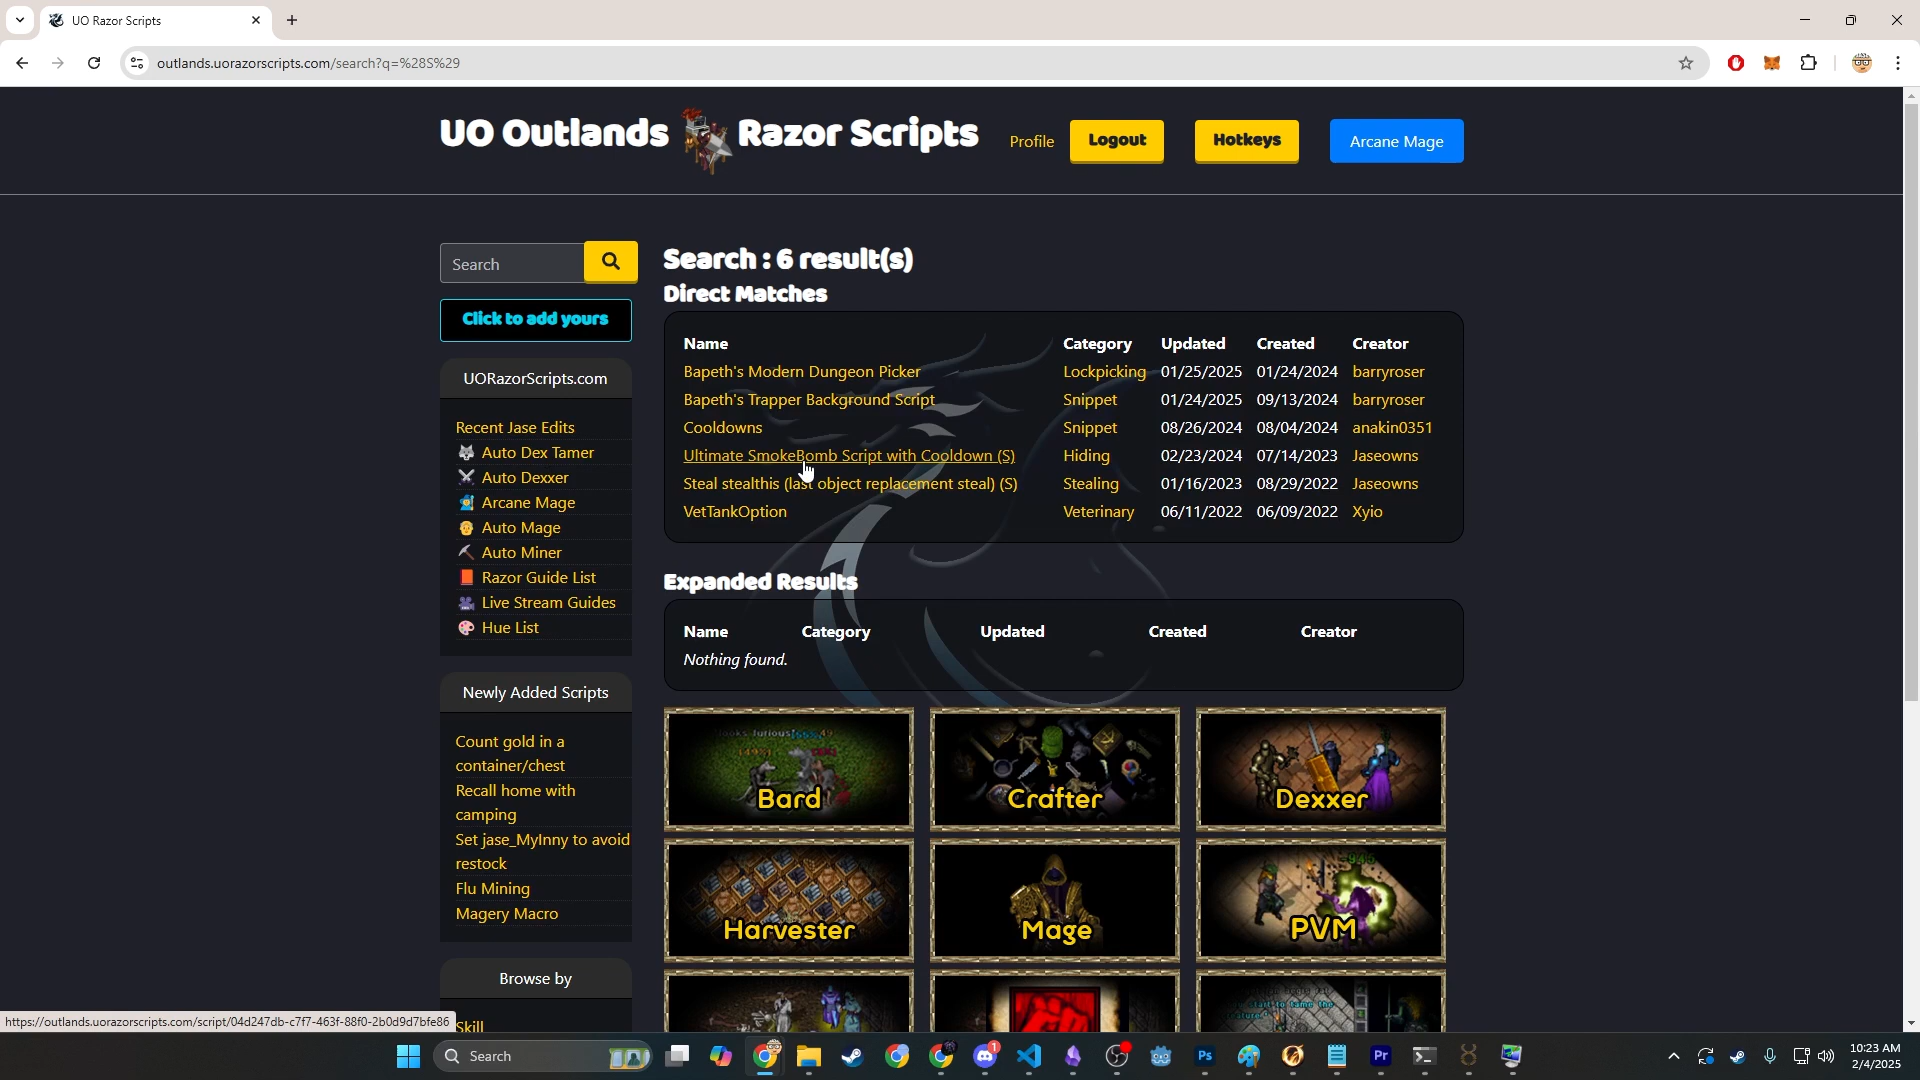 UO Razor Scripts
outlands.uorazorscripts.com/search?q=%28S%29
UO Outlands Razor Scripts
Profile
Logout
Hotkeys
Arcane Mage
Search
Click to add yours
UORazorScripts.com
Recent Jase Edits
Auto Dex Tamer
Auto Dexxer
Arcane Mage
Auto Mage
Auto Miner
Razor Guide List
Live Stream Guides
Hue List
Newly Added Scripts
Count gold in a
container/chest
Recall home with
camping
Set jase_MyInny to avoid
restock
Flu Mining
Magery Macro
Browse by
Skill
Search : 6 result(s)
Direct Matches
Name Category Updated Created Creator
Bapeth's Modern Dungeon Picker Lockpicking 01/25/2025 01/24/2024 barryroser
Bapeth's Trapper Background Script Snippet 01/24/2025 09/13/2024 barryroser
Cooldowns Snippet 08/26/2024 08/04/2024 anakin0351
Ultimate SmokeBomb Script with Cooldown (S) Hiding 02/23/2024 07/14/2023 Jaseowns
Steal stealthis (last object replacement steal) (S) Stealing 01/16/2023 08/29/2022 Jaseowns
VetTankOption Veterinary 06/11/2022 06/09/2022 Xyio
Expanded Results
Name Category Updated Created Creator
Nothing found.
Bard
Crafter
Dexxer
Harvester
Mage
PVM
https://outlands.uorazorscripts.com/script/04d247db-c7f7-463f-88f0-2b0d9d7bfe86
Search
1
Ps
Pr
10:23 AM
2/4/2025